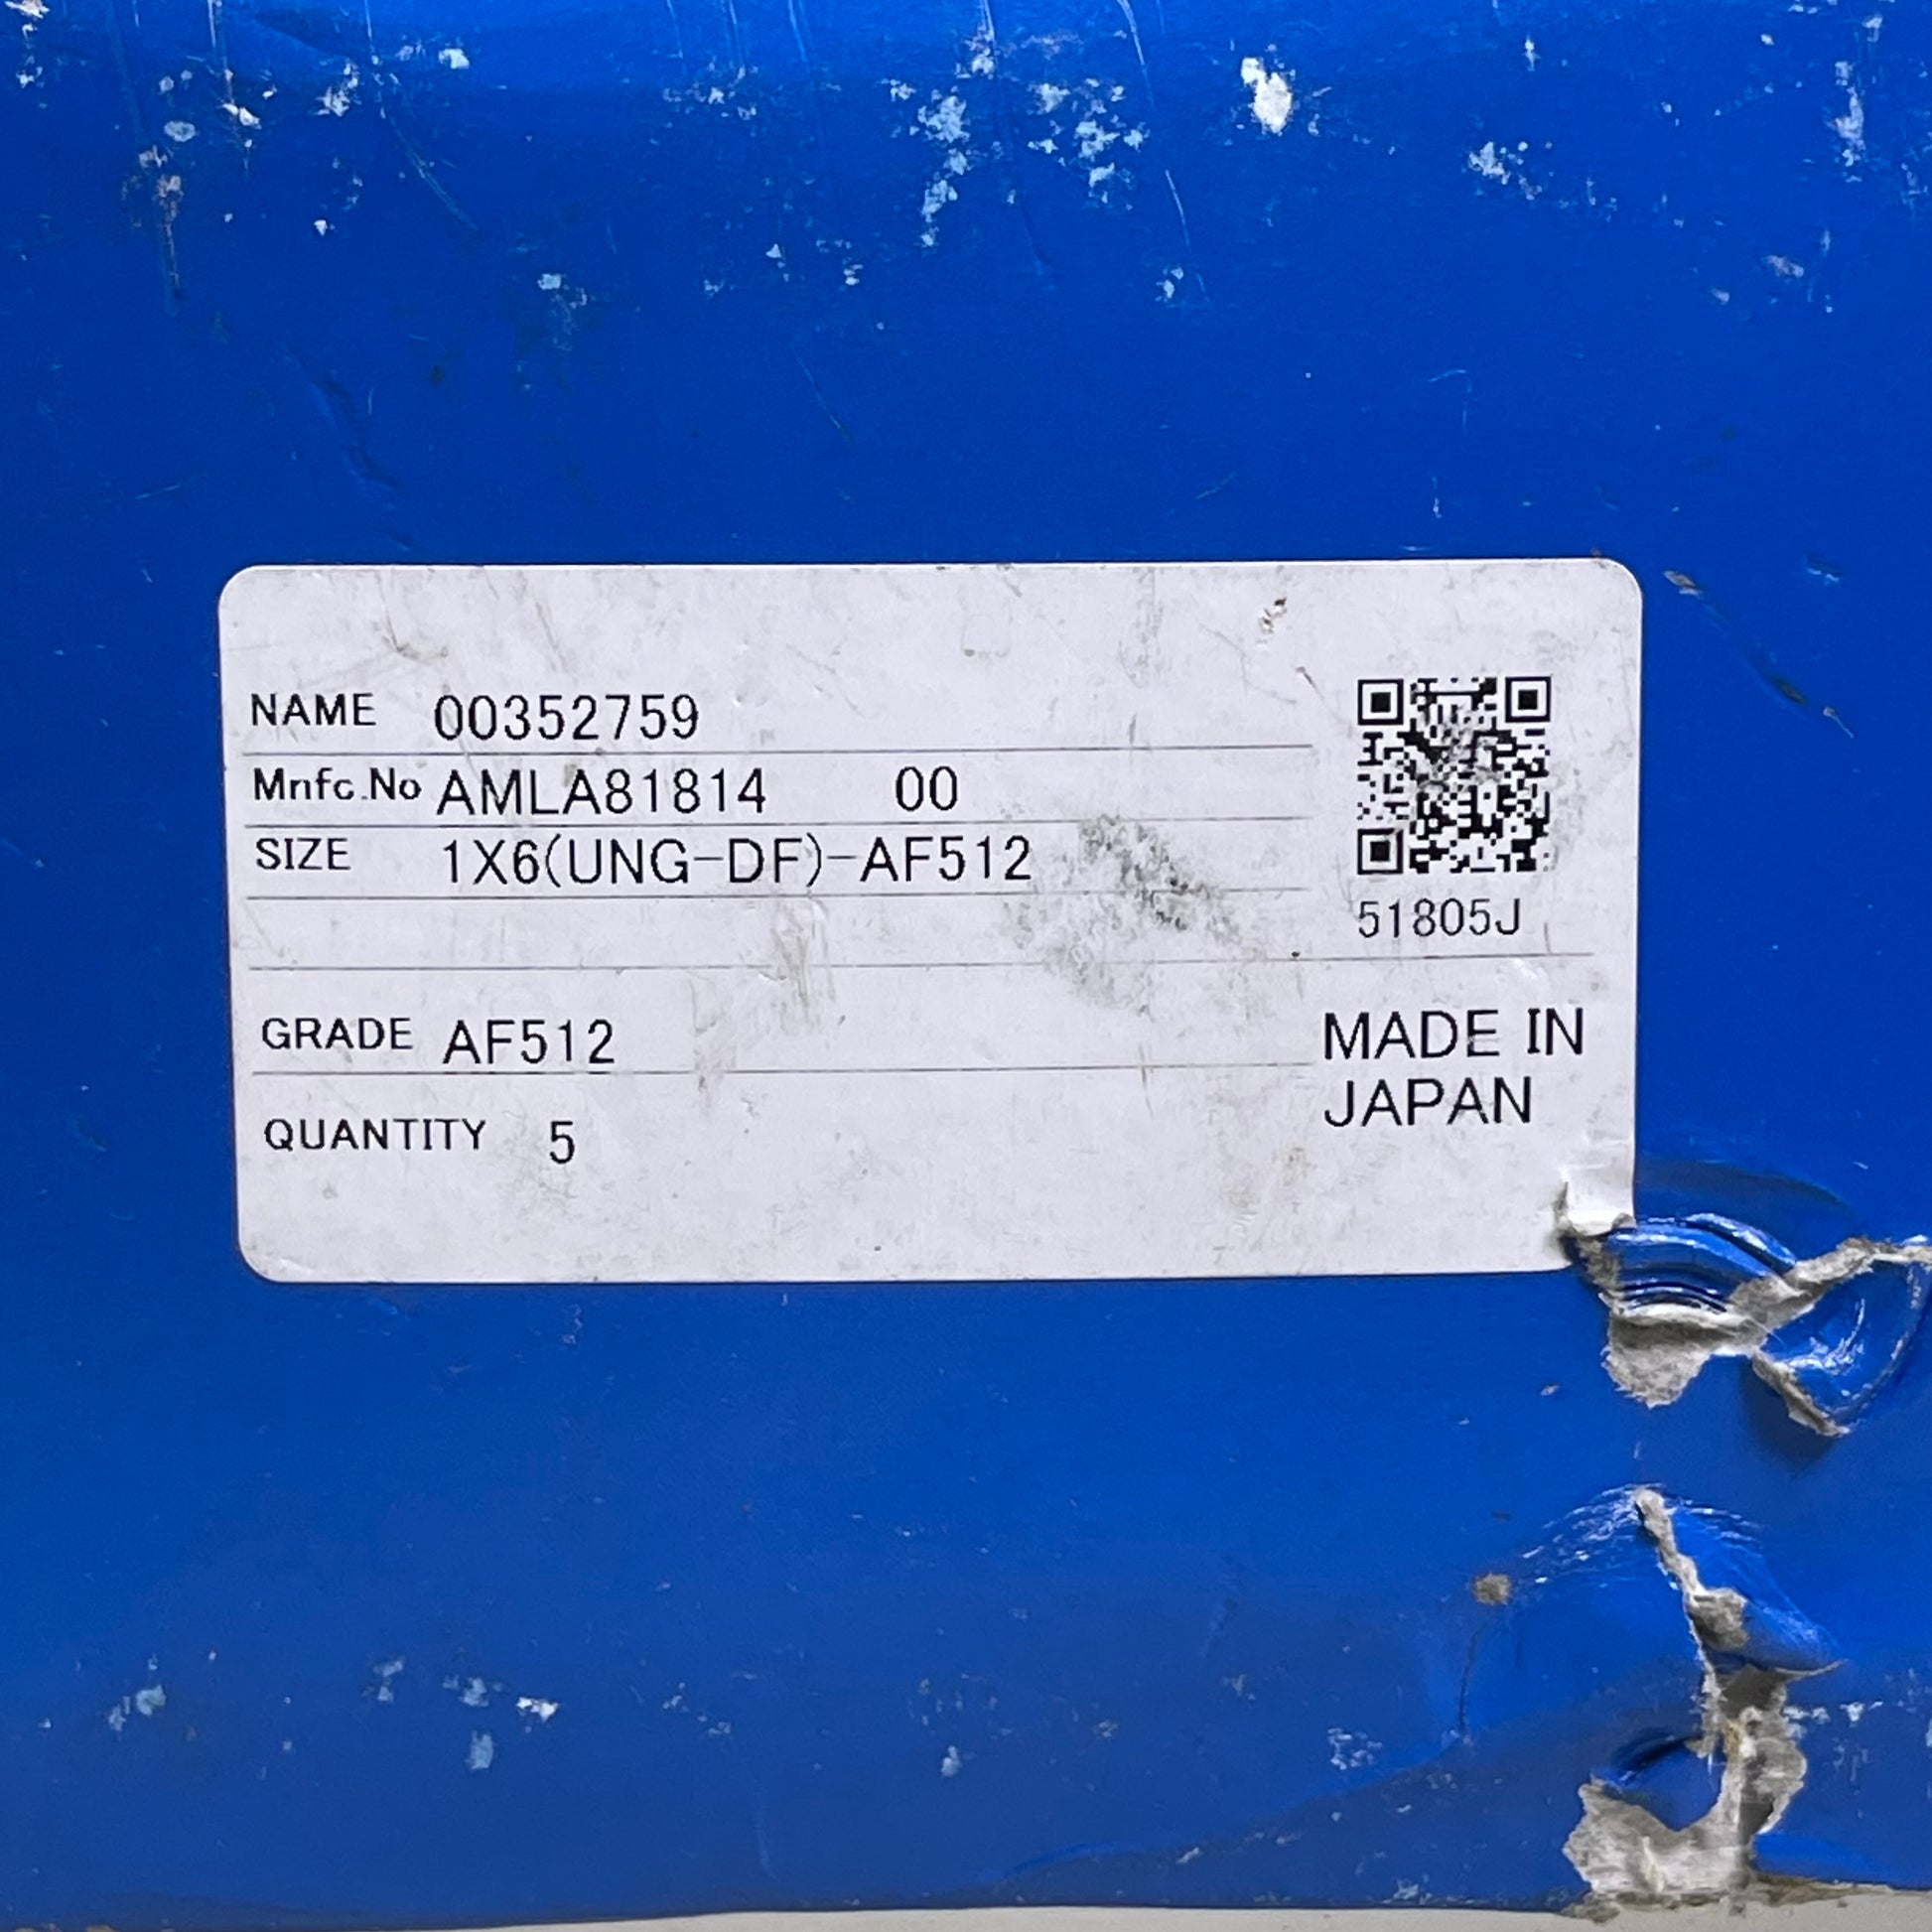 NAME 00352759
Mnfc.No AMLA81814 00
SIZE 1X6(UNG-DF)-AF512
51805J
GRADE AF512
MADE IN
JAPAN
QUANTITY 5